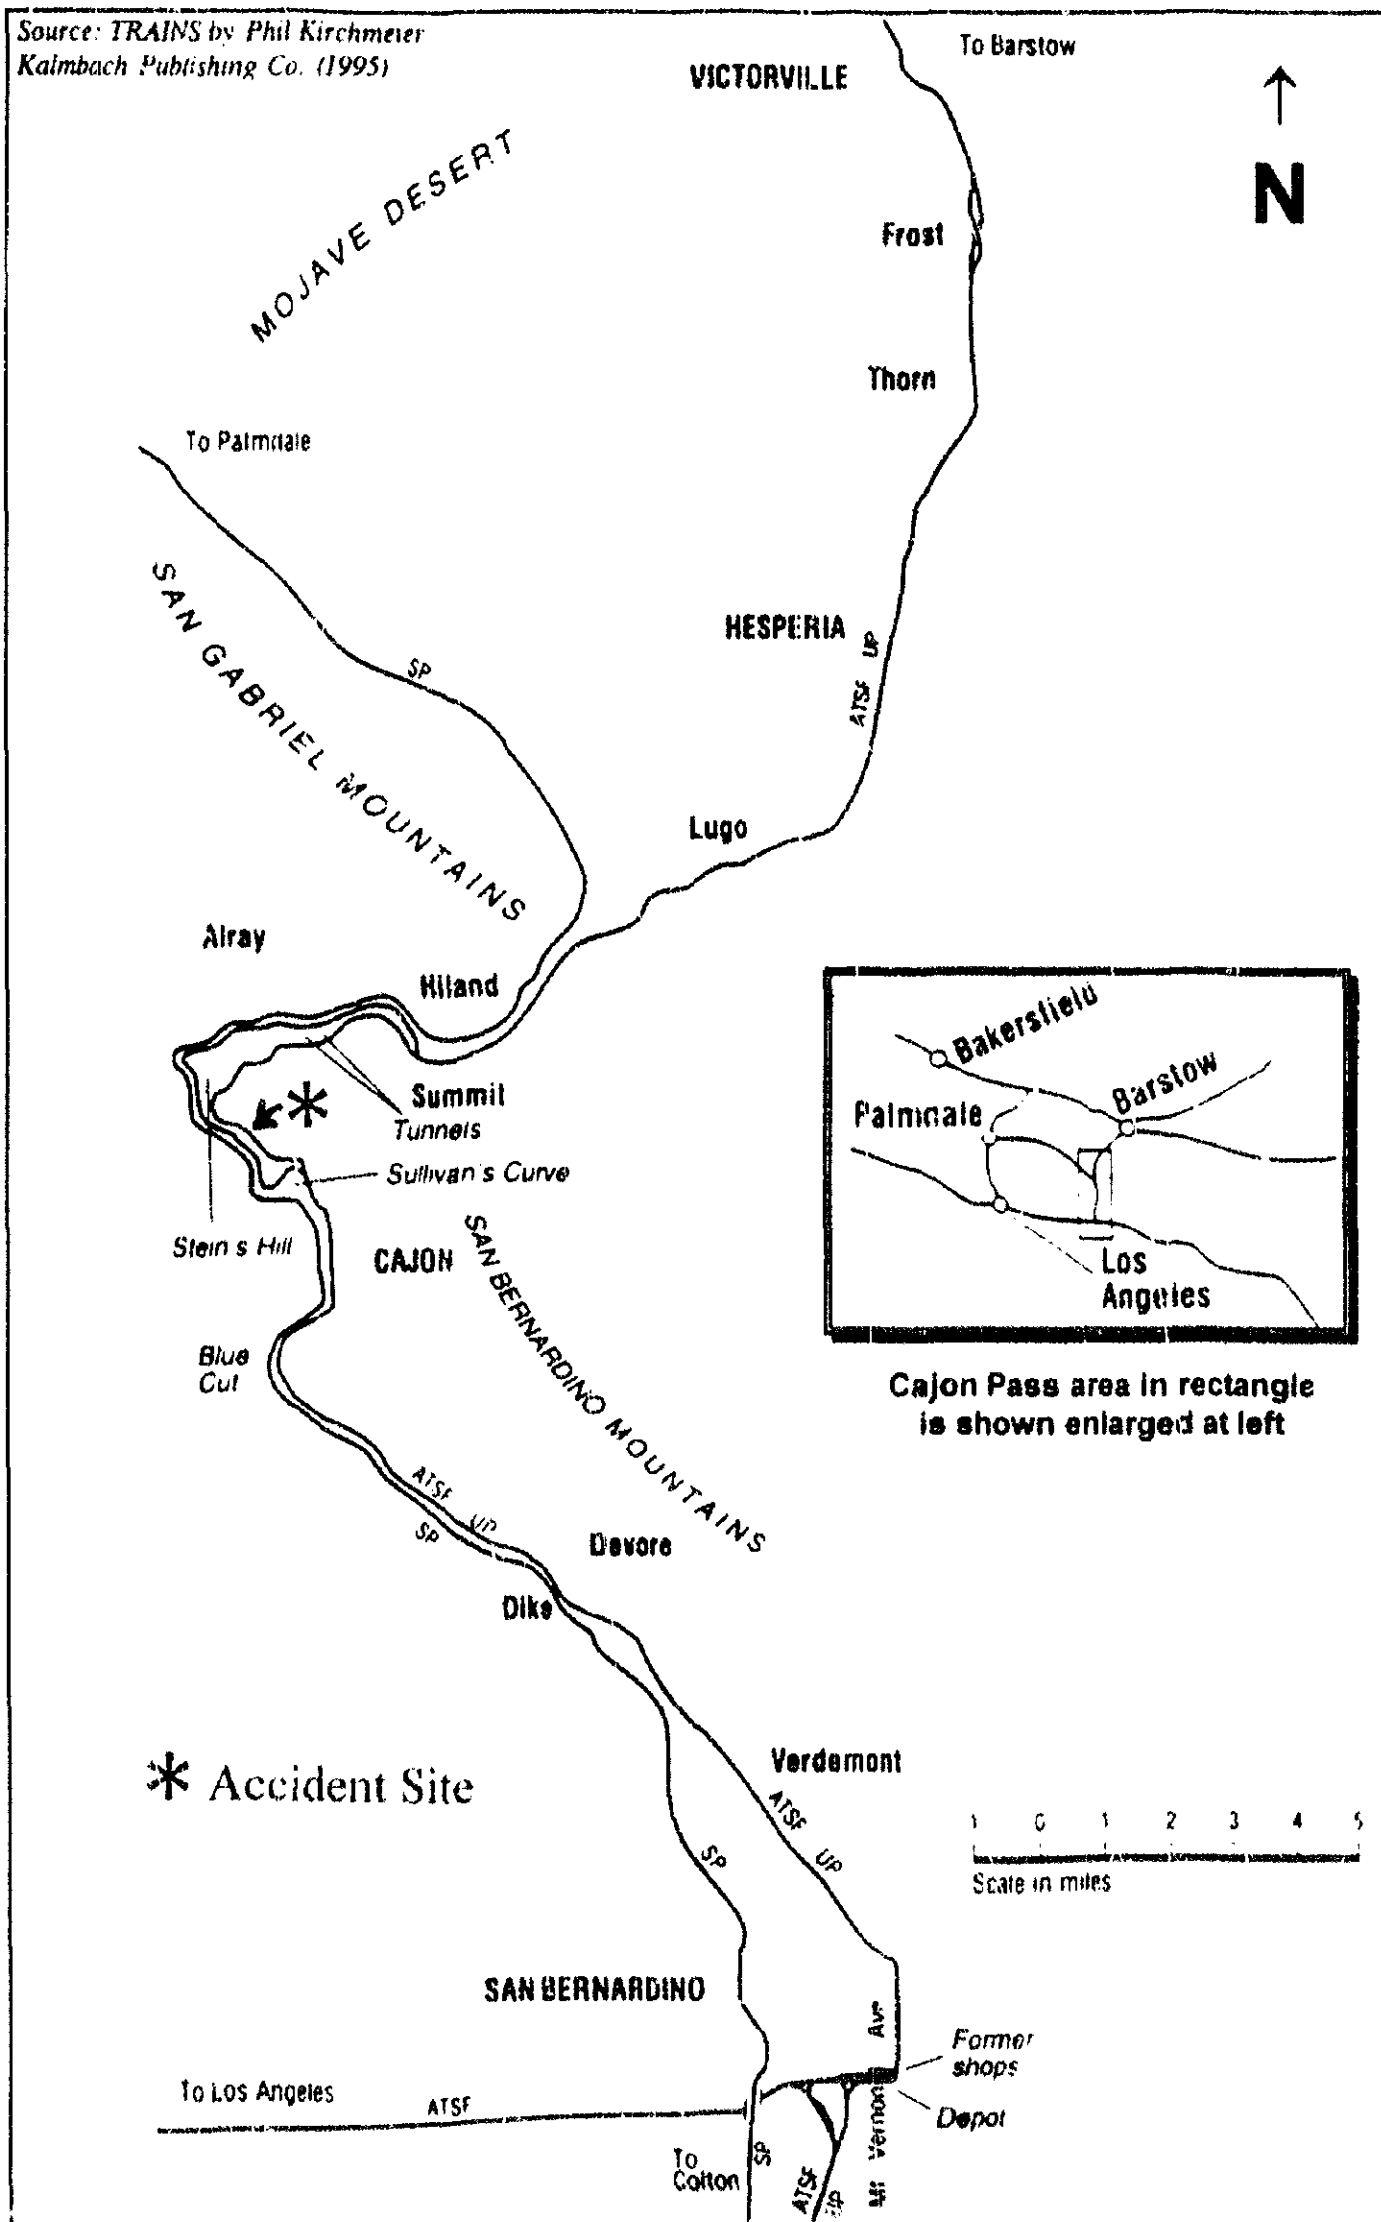 Source: TRAINS by Phil Kirchmeier
Kalmbach Publishing Co. (1995)
To Barstow
VICTORVILLE
N
MOJAVE DESERT
Frost
Thorn
To Palmdale
SAN GABRIEL MOUNTAINS
SP
HESPERIA
ATSF UP
Lugo
Alray
Hiland
Summit
Tunnels
*
Sullivan's Curve
Stein's Hill
CAJON
SAN BERNARDINO MOUNTAINS
Blue
Cut
Bakersfield
Barstow
Palmdale
Los
Angeles
Cajon Pass area in rectangle
is shown enlarged at left
ATSF UP
SP
Devore
Dike
Verdemont
* Accident Site
ATSF UP
SP
1 0 1 2 3 4 5
Scale in miles
SAN BERNARDINO
Mt Vernon Ave
Former
shops
Depot
To Los Angeles
ATSF
To
Colton
SP
ATSF
UP